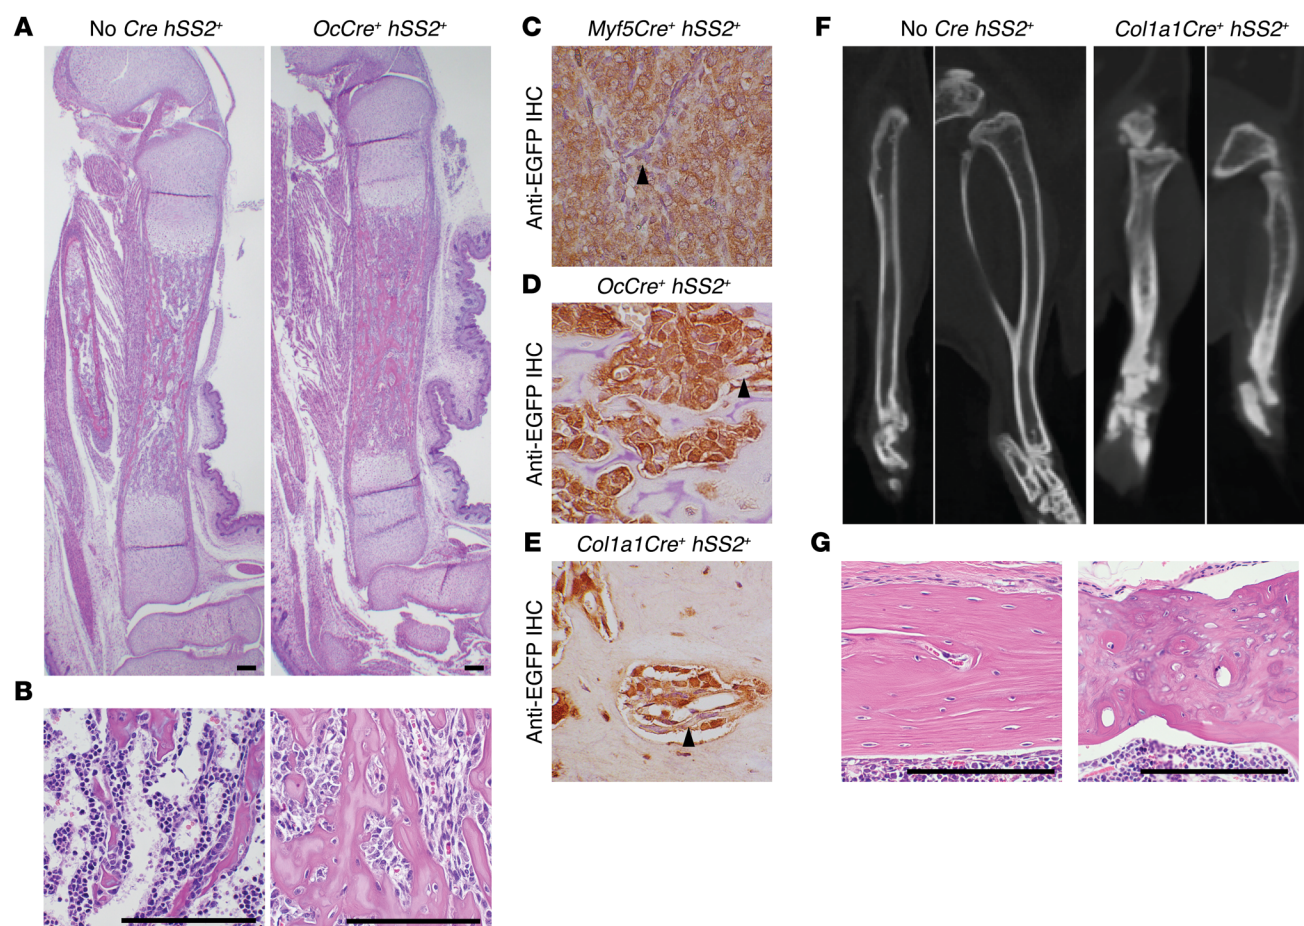 A
No Cre hSS2+
OcCre+ hSS2+
B
C
Myf5Cre+ hSS2+
Anti-EGFP IHC
D
OcCre+ hSS2+
Anti-EGFP IHC
E
Col1a1Cre+ hSS2+
Anti-EGFP IHC
F
No Cre hSS2+
Col1a1Cre+ hSS2+
G